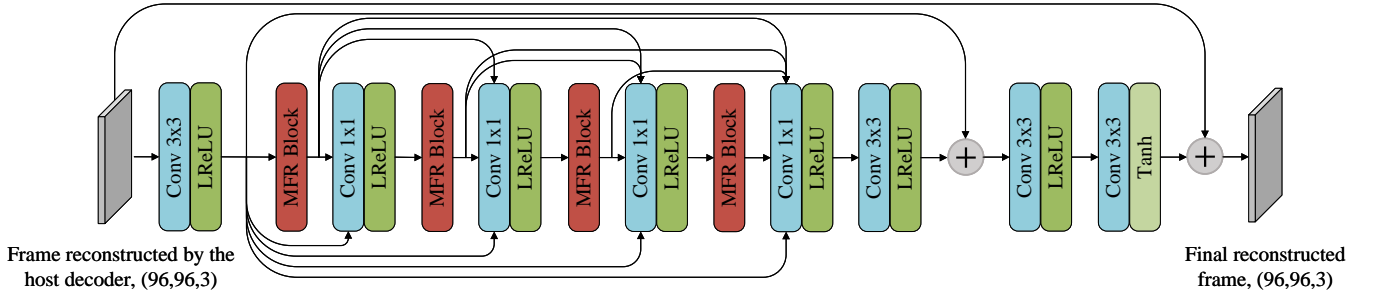 Conv 3x3
LReLU
MFR Block
Conv 1x1
LReLU
MFR Block
Conv 1x1
LReLU
MFR Block
Conv 1x1
LReLU
MFR Block
Conv 1x1
LReLU
Conv 3x3
LReLU
+
Conv 3x3
LReLU
Conv 3x3
Tanh
+
Frame reconstructed by the
host decoder, (96,96,3)
Final reconstructed
frame, (96,96,3)